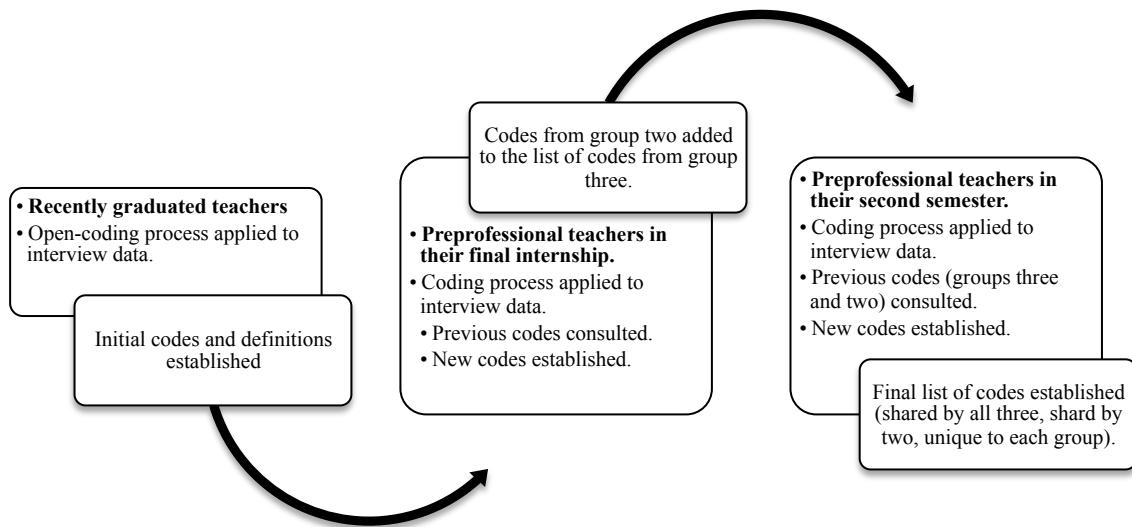 • Recently graduated teachers
• Open-coding process applied to
interview data.
Initial codes and definitions
established
Codes from group two added
to the list of codes from group
three.
• Preprofessional teachers in
their final internship.
• Coding process applied to
interview data.
• Previous codes consulted.
• New codes established.
• Preprofessional teachers in
their second semester.
• Coding process applied to
interview data.
• Previous codes (groups three
and two) consulted.
• New codes established.
Final list of codes established
(shared by all three, shard by
two, unique to each group).